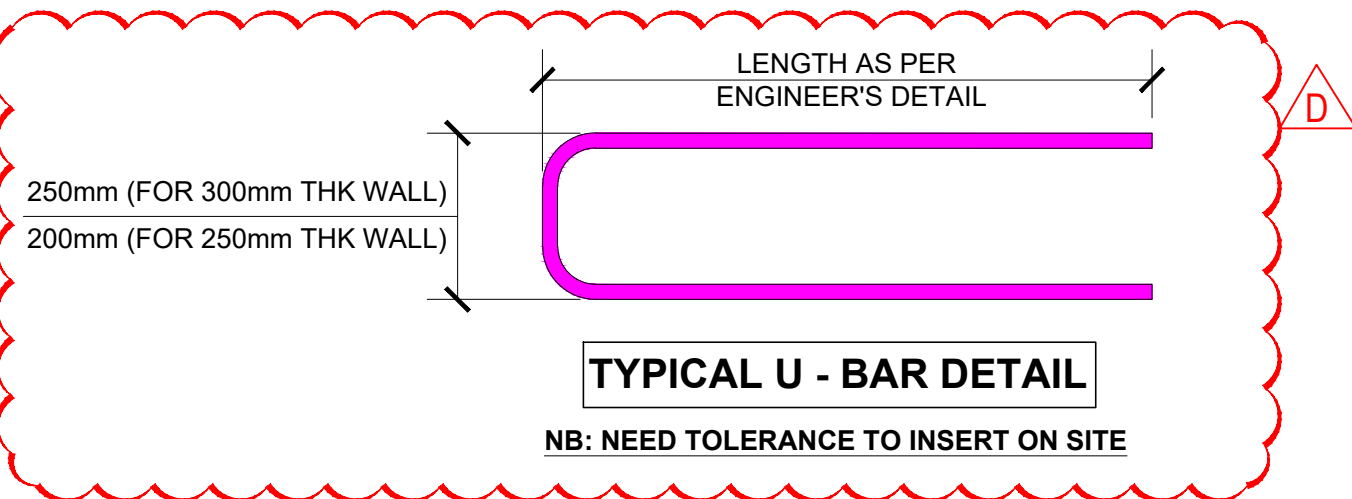 LENGTH AS PER
ENGINEER'S DETAIL
D
250mm (FOR 300mm THK WALL)
200mm (FOR 250mm THK WALL)
TYPICAL U - BAR DETAIL
NB: NEED TOLERANCE TO INSERT ON SITE